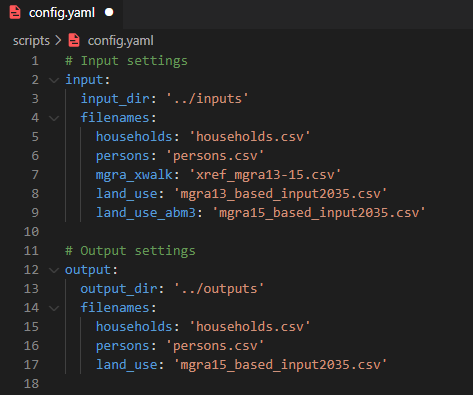 config.yaml
scripts > config.yaml
1 # Input settings
2 input:
3 input_dir: '../inputs'
4 filenames:
5 households: 'households.csv'
6 persons: 'persons.csv'
7 mgra_xwalk: 'xref_mgra13-15.csv'
8 land_use: 'mgra13_based_input2035.csv'
9 land_use_abm3: 'mgra15_based_input2035.csv'
10
11 # Output settings
12 output:
13 output_dir: '../outputs'
14 filenames:
15 households: 'households.csv'
16 persons: 'persons.csv'
17 land_use: 'mgra15_based_input2035.csv'
18